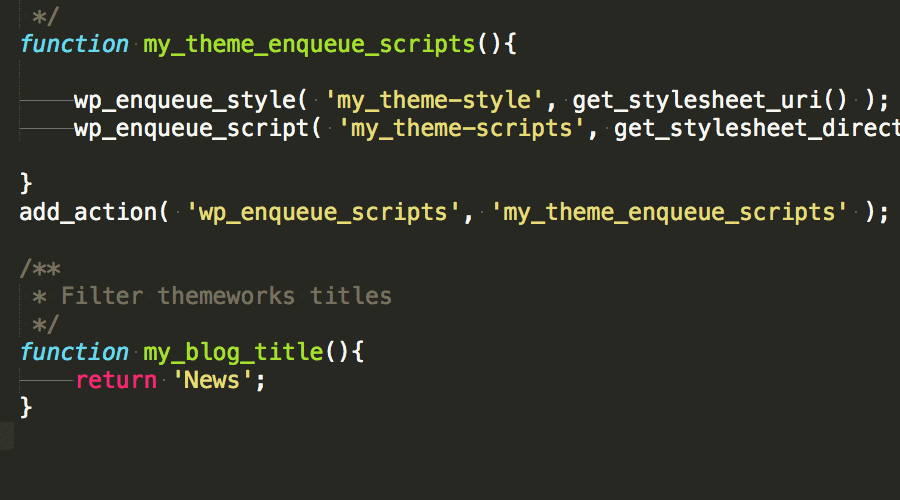 */
function my_theme_enqueue_scripts(){
wp_enqueue_style( 'my_theme-style', get_stylesheet_uri() );
wp_enqueue_script( 'my_theme-scripts', get_stylesheet_direct
}
add_action( 'wp_enqueue_scripts', 'my_theme_enqueue_scripts' );
/**
* Filter themeworks titles
*/
function my_blog_title(){
return 'News';
}